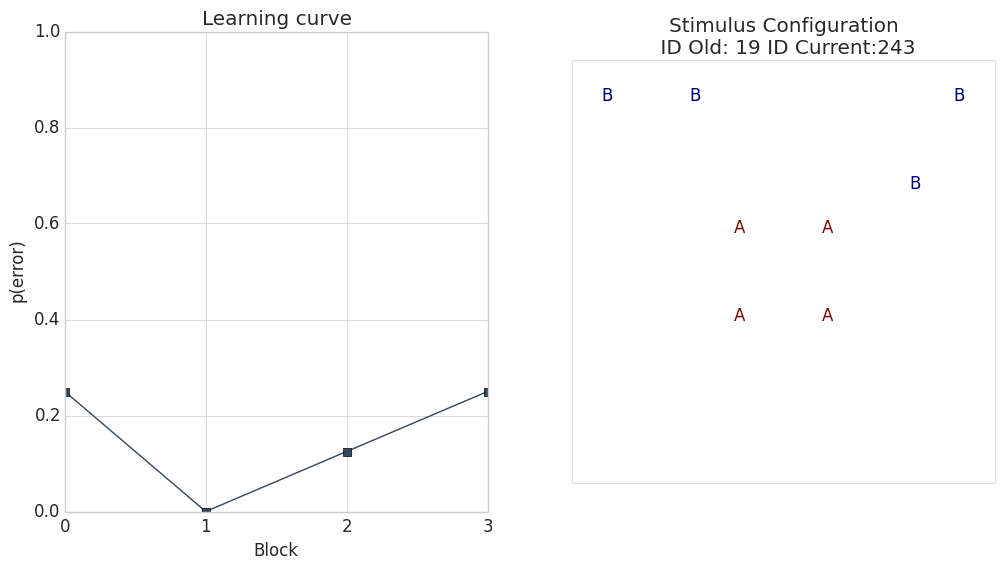 Learning curve
1.0
0.8
0.6
0.4
0.2
0.0
0 1 2 3
p(error)
Block
Stimulus Configuration
ID Old: 19 ID Current:243
B B B
B
A A
A A